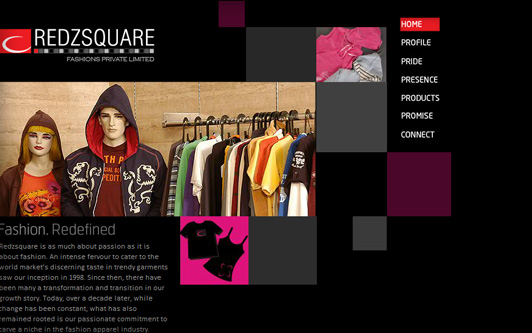 REDZSQUARE
FASHIONS PRIVATE LIMITED
HOME
PROFILE
PRIDE
PRESENCE
PRODUCTS
PROMISE
CONNECT
Fashion. Redefined
Redzsquare is as much about passion as it is
about fashion. An intense fervour to cater to the
world market's discerning taste in trendy garments
saw our inception in 1998. Since then, there have
been many a transformation and transition in our
growth story. Today, over a decade later, while
change has been constant, what has also
remained rooted is our passionate commitment to
carve a niche in the fashion apparel industry.